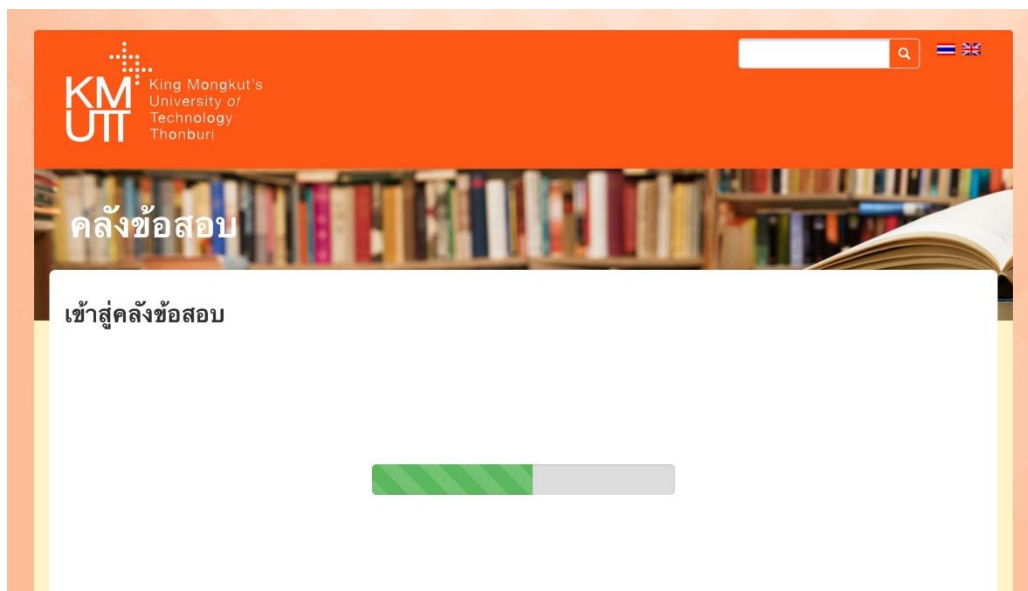 KM
UTT
King Mongkut's
University of
Technology
Thonburi
คลังข้อสอบ
เข้าสู่คลังข้อสอบ